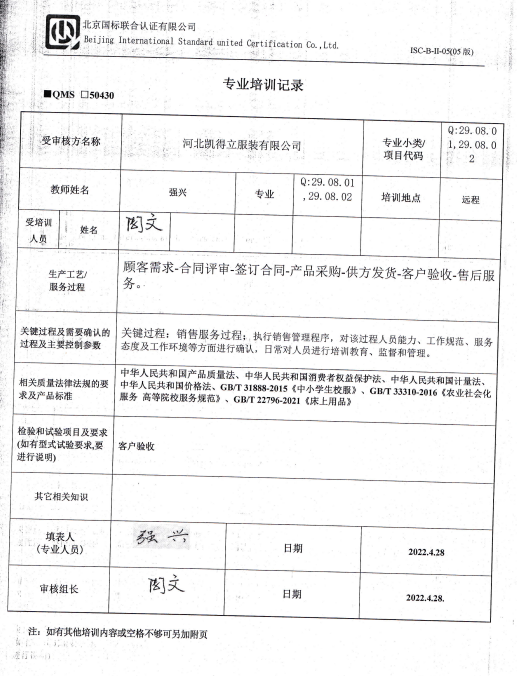 北京国标联合认证有限公司
Beijing International Standard united Certification Co.,Ltd.
ISC-B-II-05(05 版)
专业培训记录
■QMS □50430
受审核方名称
河北凯得立服装有限公司
专业小类/
项目代码
Q:29.08.0
1,29.08.0
2
教师姓名
强兴
专业
Q:29.08.01
,29.08.02
培训地点
远程
受培训
人员
姓名
闫文
生产工艺/
服务过程
顾客需求-合同评审-签订合同-产品采购-供方发货-客户验收-售后服
务。
关键过程及需要确认的
过程及主要控制参数
关键过程：销售服务过程：执行销售管理程序，对该过程人员能力、工作规范、服务
态度及工作环境等方面进行确认，日常对人员进行培训教育、监督和管理。
相关质量法律法规的要
求及产品标准
中华人民共和国产品质量法、中华人民共和国消费者权益保护法、中华人民共和国计量法、
中华人民共和国价格法、GB/T 31888-2015《中小学生校服》、GB/T 33310-2016《农业社会化
服务 高等院校服务规范》、GB/T 22796-2021《床上用品》
检验和试验项目及要求
(如有型式试验要求,要
进行说明)
客户验收
其它相关知识
填表人
（专业人员）
强兴
日期
2022.4.28
审核组长
闫文
日期
2022.4.28.
注：如有其他培训内容或空格不够可另加附页